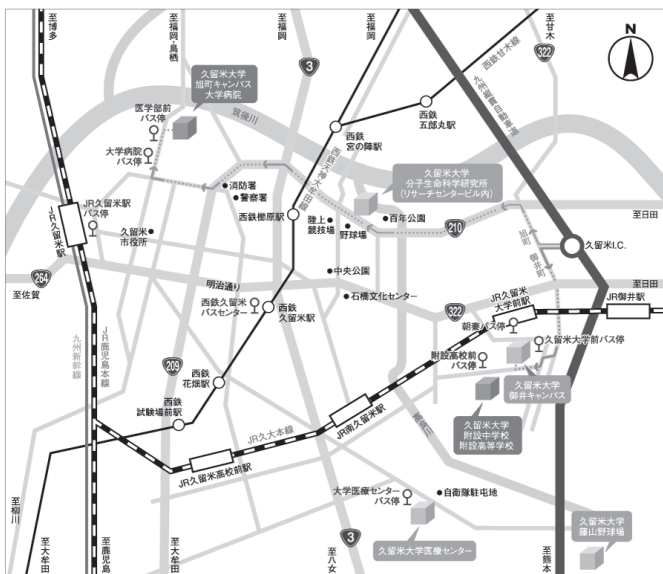 至博多
至福岡・鳥栖
至福岡
3
至福岡
至甘木
322
西鉄甘木線
九州縦貫自動車道
N
久留米大学
旭町キャンパス
大学病院
医学部前
バス停
大学病院
バス停
筑後川
西鉄
五郎丸駅
西鉄
宮の陣駅
西鉄天神大牟田線
久留米大学
分子生命科学研究所
(リサーチセンタービル内)
消防署
警察署
西鉄櫛原駅
陸上
競技場
野球場
百年公園
210
至日田
JR久留米駅
バス停
JR久留米駅
久留米
市役所
旭町
御井町
久留米I.C.
264
至佐賀
明治通り
中央公園
石橋文化センター
西鉄久留米
バスセンター
西鉄
久留米駅
322
JR久留米
大学前駅
至日田
JR御井駅
朝妻バス停
久留米大学前バス停
附設高校前
バス停
久留米大学
御井キャンパス
久留米大学
附設中学校
附設高等学校
九州新幹線
JR鹿児島本線
209
西鉄
花畑駅
西鉄
試験場前駅
JR久大本線
JR南久留米駅
JR久留米高校前駅
高良川
大学医療センター
バス停
自衛隊駐屯地
久留米大学医療センター
久留米大学
藤山野球場
3
至柳川
至大牟田
至鹿児島
至大牟田
至八女
至熊本